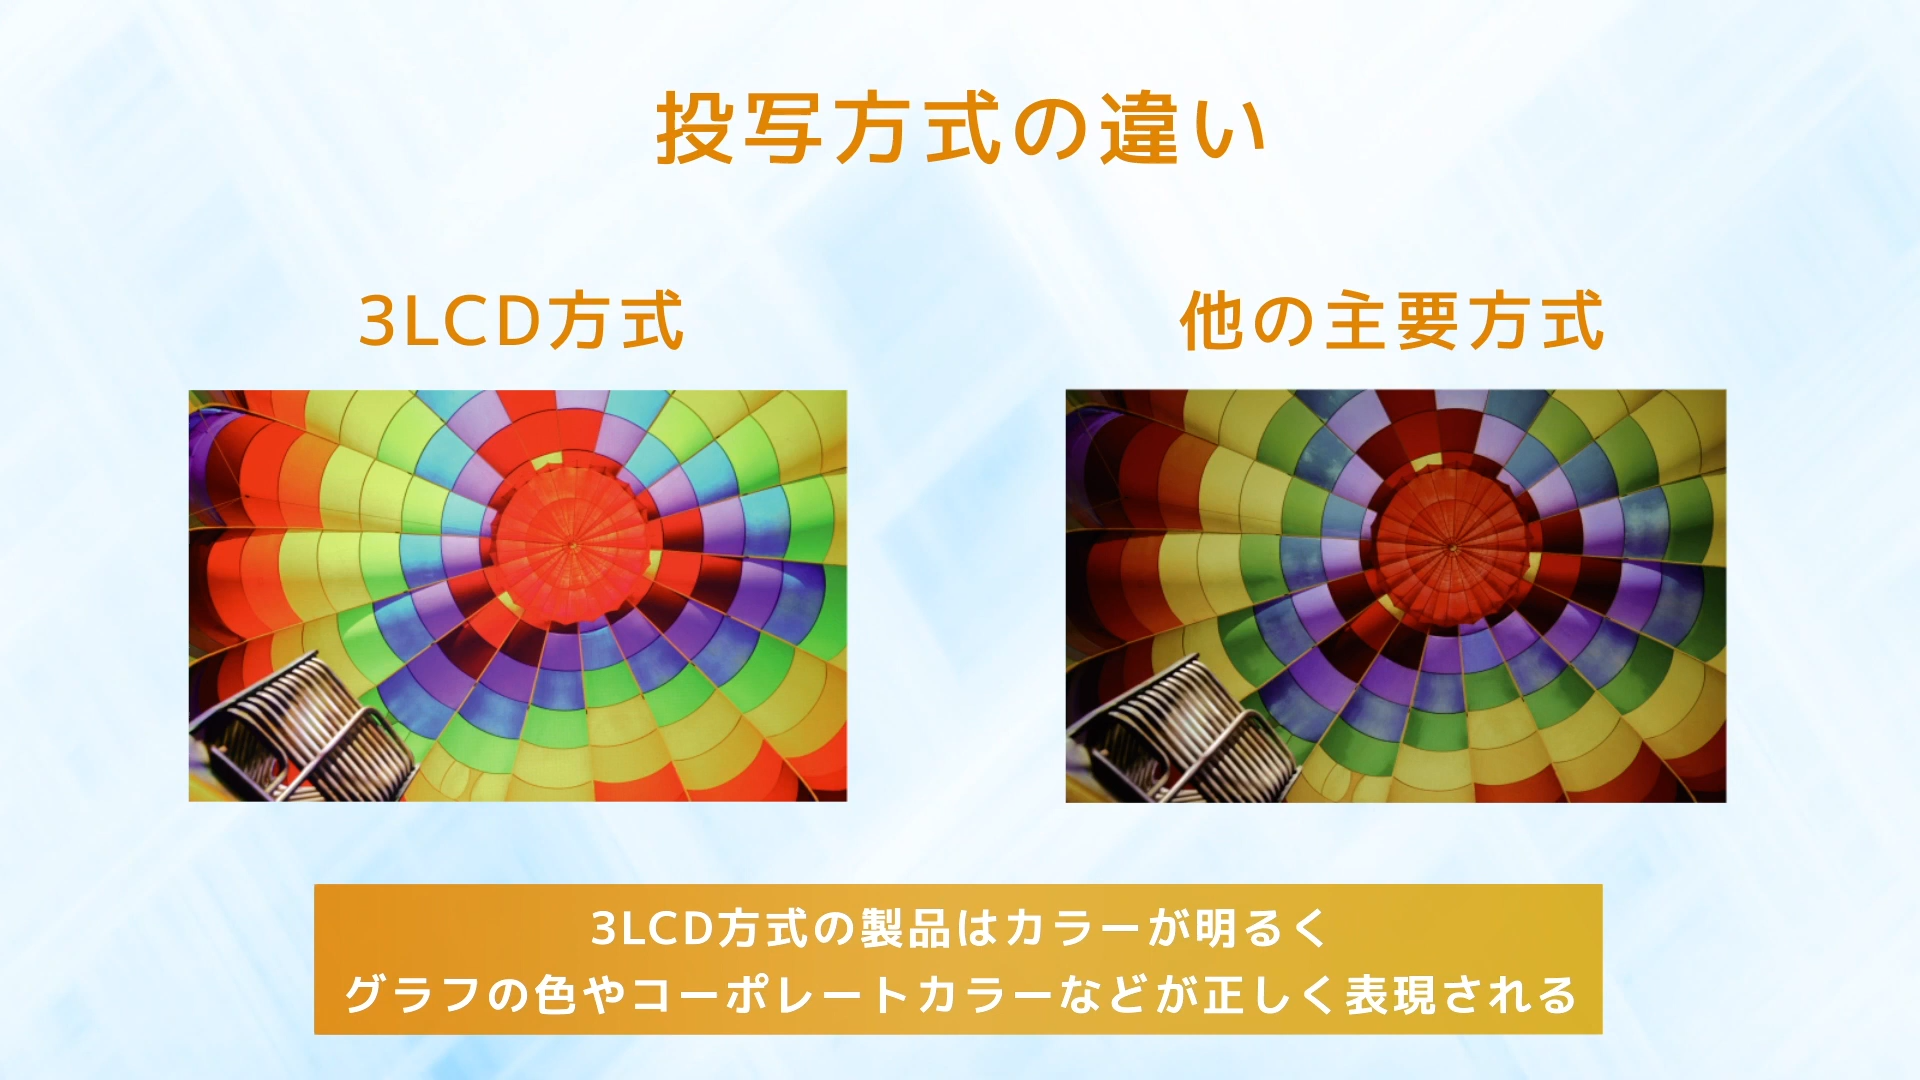 投写方式の違い
3LCD方式
他の主要方式
3LCD方式の製品はカラーが明るく
グラフの色やコーポレートカラーなどが正しく表現される